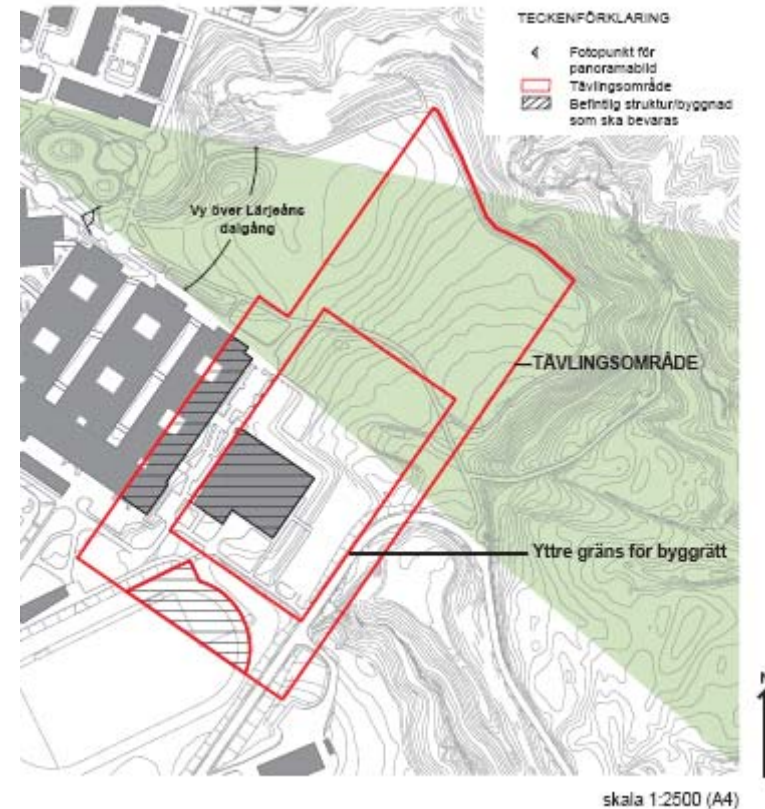 TECKENFÖRKLARING
Fotopunkt för
panoramabild
Tävlingsområde
Befintlig struktur/byggnad
som ska bevaras
Vy över Lärjeåns
dalgång
TÄVLINGSOMRÅDE
Yttre gräns för byggrätt
skala 1:2500 (A4)